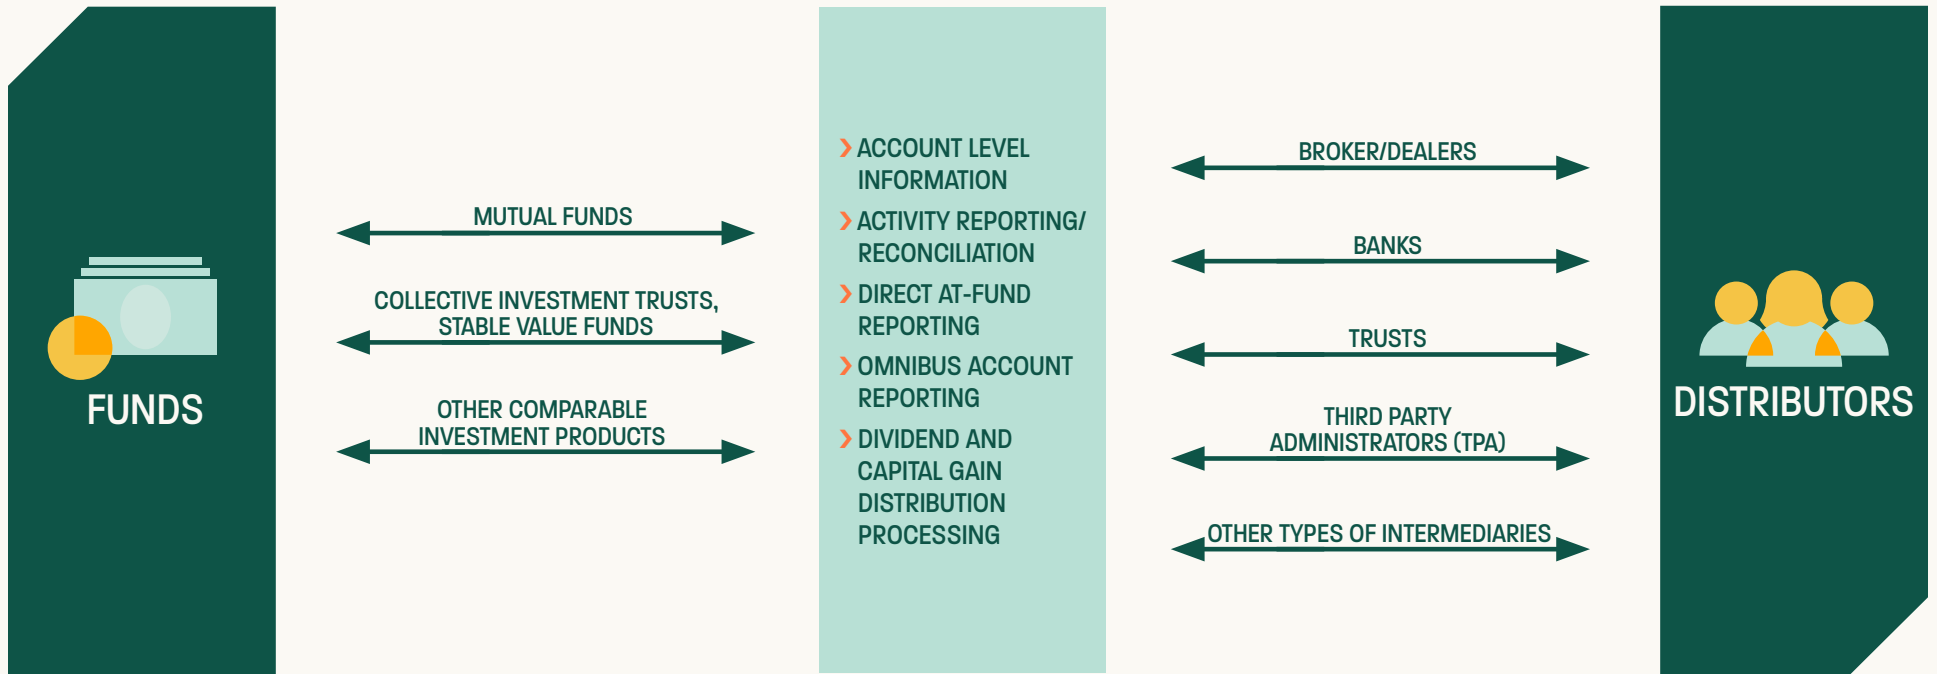 FUNDS
MUTUAL FUNDS
COLLECTIVE INVESTMENT TRUSTS,
STABLE VALUE FUNDS
OTHER COMPARABLE
INVESTMENT PRODUCTS
ACCOUNT LEVEL
INFORMATION
ACTIVITY REPORTING/
RECONCILIATION
DIRECT AT-FUND
REPORTING
OMNIBUS ACCOUNT
REPORTING
DIVIDEND AND
CAPITAL GAIN
DISTRIBUTION
PROCESSING
BROKER/DEALERS
BANKS
TRUSTS
THIRD PARTY
ADMINISTRATORS (TPA)
OTHER TYPES OF INTERMEDIARIES
DISTRIBUTORS